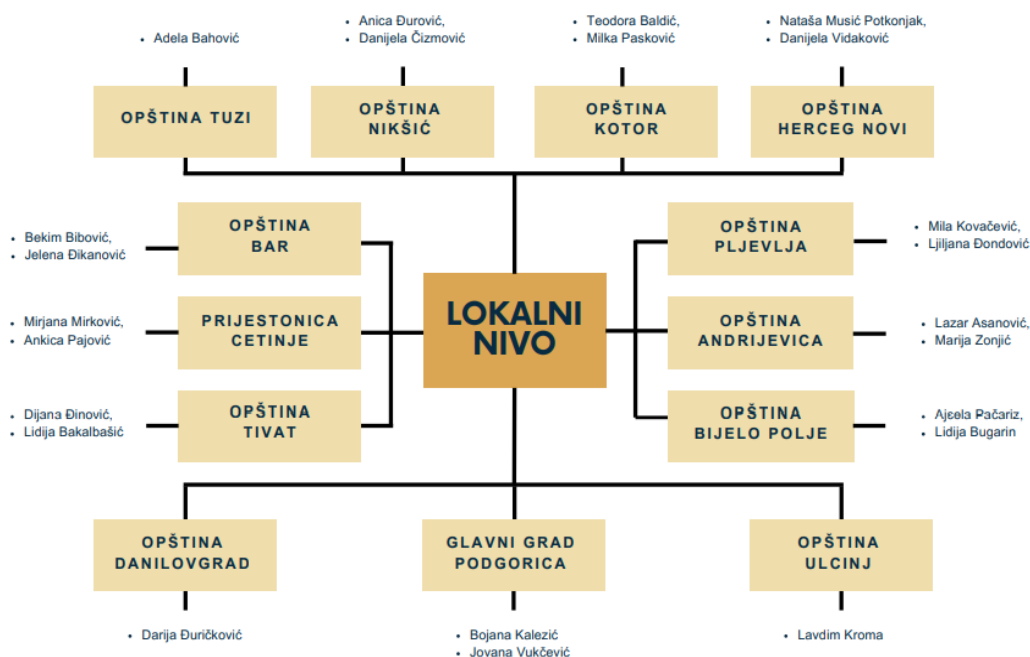 • Adela Bahović
• Anica Đurović,
• Danijela Čizmović
• Teodora Baldić,
• Milka Pasković
• Nataša Musić Potkonjak,
• Danijela Vidaković
OPŠTINA TUZI
OPŠTINA
NIKŠIĆ
OPŠTINA
KOTOR
OPŠTINA
HERCEG NOVI
• Bekim Bibović,
• Jelena Đikanović
OPŠTINA
BAR
OPŠTINA
PLJEVLJA
• Mila Kovačević,
• Ljiljana Đondović
• Mirjana Mirković,
• Ankica Pajović
PRIJESTONICA
CETINJE
LOKALNI
NIVO
OPŠTINA
ANDRIJEVICA
• Lazar Asanović,
• Marija Zonjić
• Dijana Đinović,
• Lidija Bakalbašić
OPŠTINA
TIVAT
OPŠTINA
BIJELO POLJE
• Ajsela Pačariz,
• Lidija Bugarin
OPŠTINA
DANILOVGRAD
GLAVNI GRAD
PODGORICA
OPŠTINA
ULCINJ
• Darija Đuričković
• Bojana Kalezić
• Jovana Vukčević
• Lavdim Kroma